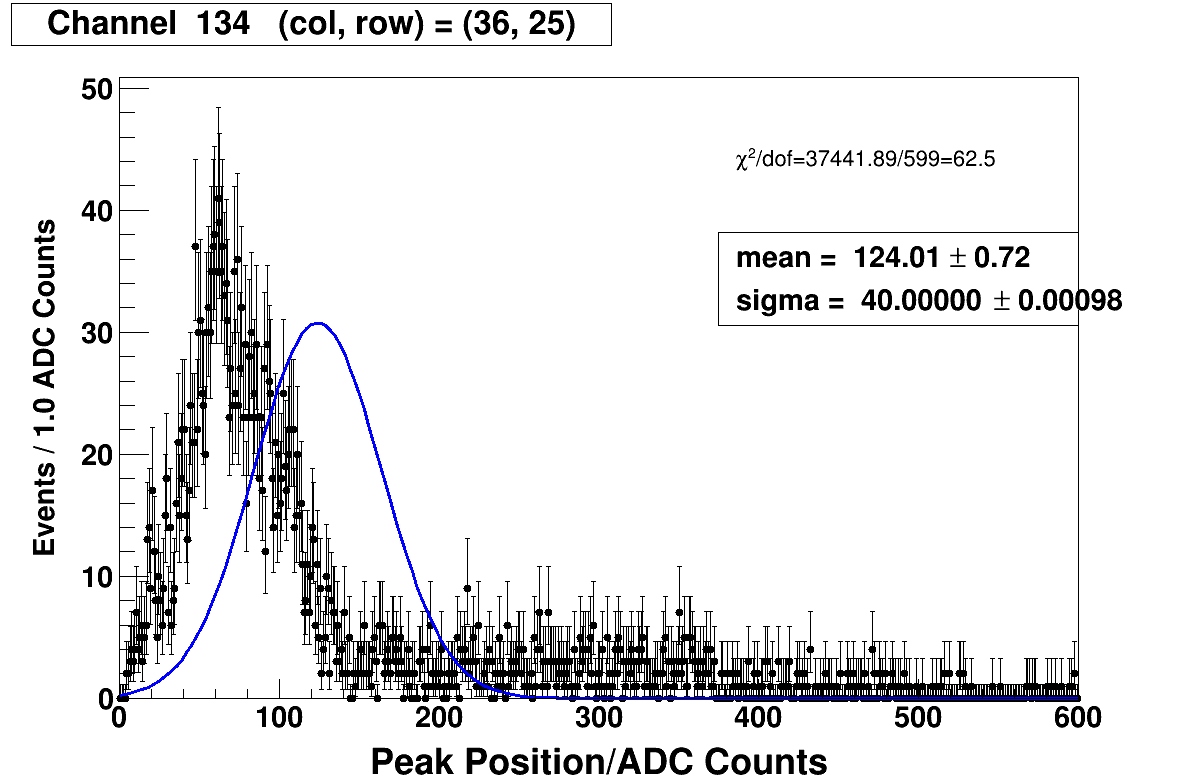 Channel 134 (col, row) = (36, 25)
50
χ²/dof=37441.89/599=62.5
40
mean = 124.01 ± 0.72
sigma = 40.00000 ± 0.00098
30
20
10
0
Events / 1.0 ADC Counts
0 100 200 300 400 500 600
Peak Position/ADC Counts